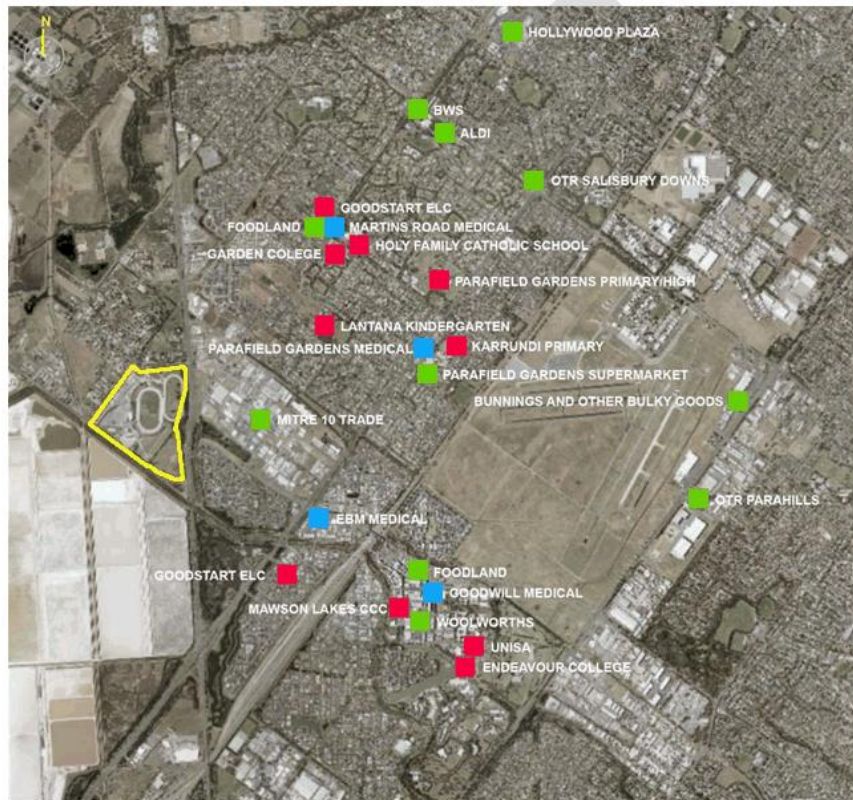 N
HOLLYWOOD PLAZA
BWS
ALDI
OTR SALISBURY DOWNS
GOODSTART ELC
FOODLAND
MARTINS ROAD MEDICAL
HOLY FAMILY CATHOLIC SCHOOL
GARDEN COLEGE
PARAFIELD GARDENS PRIMARY/HIGH
LANTANA KINDERGARTEN
PARAFIELD GARDENS MEDICAL
KARRUNDI PRIMARY
PARAFIELD GARDENS SUPERMARKET
BUNNINGS AND OTHER BULKY GOODS
MITRE 10 TRADE
OTR PARAHILLS
EBM MEDICAL
GOODSTART ELC
FOODLAND
GOODWILL MEDICAL
MAWSON LAKES CCC
WOOLWORTHS
UNISA
ENDEAVOUR COLLEGE